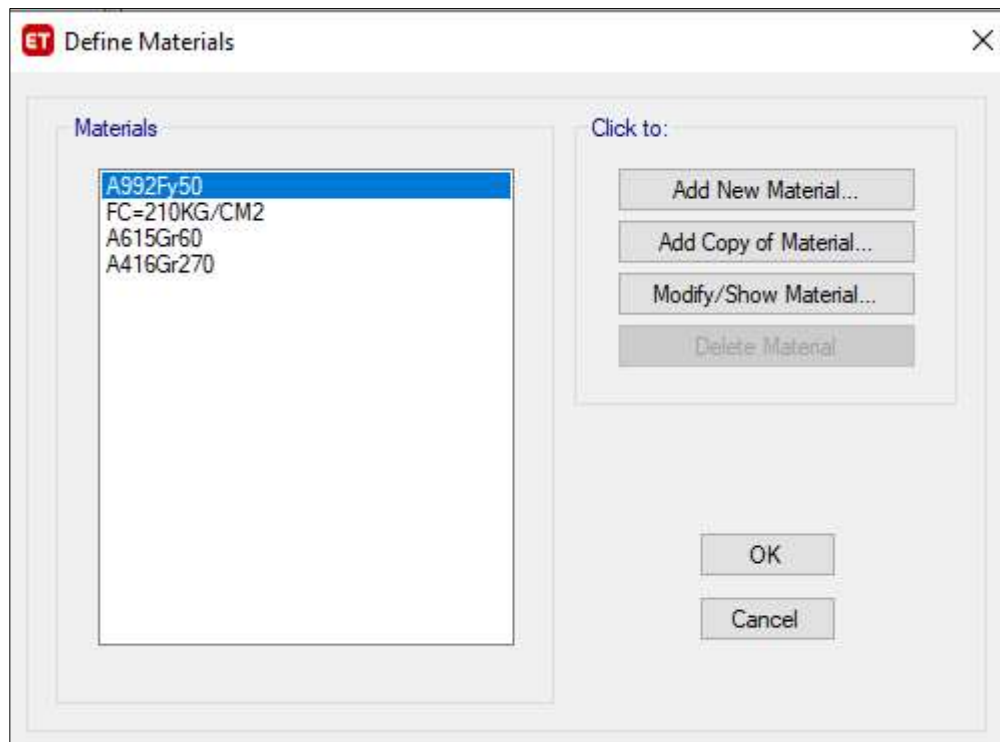 ET Define Materials
Materials
A992Fy50
FC=210KG/CM2
A615Gr60
A416Gr270
Click to:
Add New Material...
Add Copy of Material...
Modify/Show Material...
Delete Material
OK
Cancel